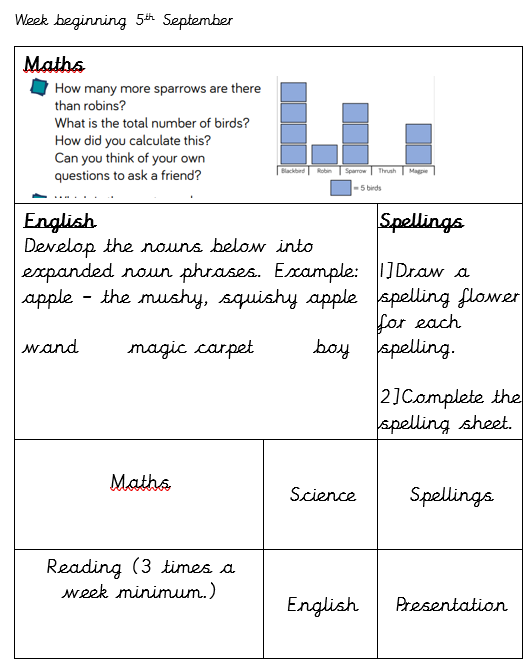 Week beginning 5th September
Maths
How many more sparrows are there
than robins?
What is the total number of birds?
How did you calculate this?
Can you think of your own
questions to ask a friend?
Blackbird Robin Sparrow Thrush Magpie
= 5 birds
English
Develop the nouns below into
expanded noun phrases. Example:
apple – the mushy, squishy apple
wand magic carpet boy
Spellings
1]Draw a
spelling flower
for each
spelling.
2]Complete the
spelling sheet.
Maths
Science
Spellings
Reading (3 times a
week minimum.)
English
Presentation